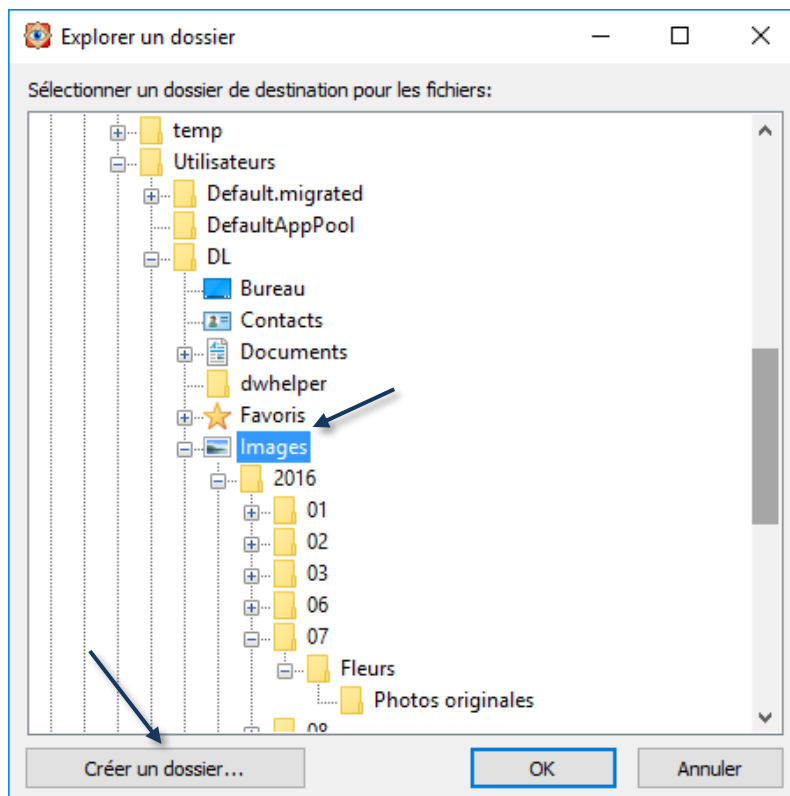 Explorer un dossier
Sélectionner un dossier de destination pour les fichiers:
temp
Utilisateurs
Default.migrated
DefaultAppPool
DL
Bureau
Contacts
Documents
dwhelper
Favoris
Images
2016
01
02
03
06
07
Fleurs
Photos originales
08
Créer un dossier... OK Annuler